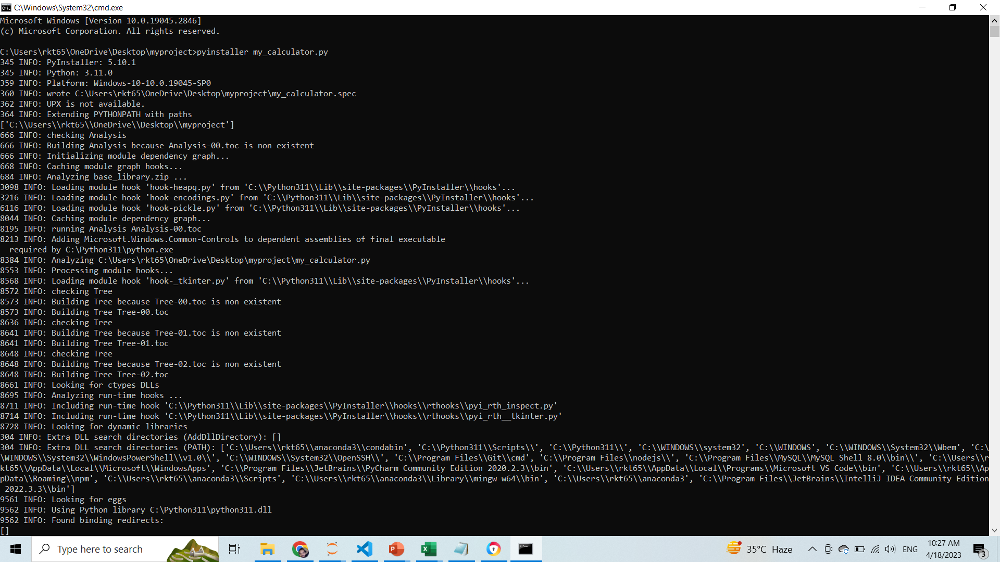 C:\Windows\System32\cmd.exe
Microsoft Windows [Version 10.0.19045.2846]
(c) Microsoft Corporation. All rights reserved.
C:\Users\rkt65\OneDrive\Desktop\myproject>pyinstaller my_calculator.py
345 INFO: PyInstaller: 5.10.1
345 INFO: Python: 3.11.0
359 INFO: Platform: Windows-10-10.0.19045-SP0
360 INFO: wrote C:\Users\rkt65\OneDrive\Desktop\myproject\my_calculator.spec
362 INFO: UPX is not available.
364 INFO: Extending PYTHONPATH with paths
['C:\\Users\\rkt65\\OneDrive\\Desktop\\myproject']
666 INFO: checking Analysis
666 INFO: Building Analysis because Analysis-00.toc is non existent
666 INFO: Initializing module dependency graph...
668 INFO: Caching module graph hooks...
684 INFO: Analyzing base_library.zip ...
3098 INFO: Loading module hook 'hook-heapq.py' from 'C:\\Python311\\Lib\\site-packages\\PyInstaller\\hooks'...
3216 INFO: Loading module hook 'hook-encodings.py' from 'C:\\Python311\\Lib\\site-packages\\PyInstaller\\hooks'...
6116 INFO: Loading module hook 'hook-pickle.py' from 'C:\\Python311\\Lib\\site-packages\\PyInstaller\\hooks'...
8044 INFO: Caching module dependency graph...
8195 INFO: running Analysis Analysis-00.toc
8213 INFO: Adding Microsoft.Windows.Common-Controls to dependent assemblies of final executable
  required by C:\Python311\python.exe
8384 INFO: Analyzing C:\Users\rkt65\OneDrive\Desktop\myproject\my_calculator.py
8553 INFO: Processing module hooks...
8568 INFO: Loading module hook 'hook-_tkinter.py' from 'C:\\Python311\\Lib\\site-packages\\PyInstaller\\hooks'...
8572 INFO: checking Tree
8573 INFO: Building Tree because Tree-00.toc is non existent
8573 INFO: Building Tree Tree-00.toc
8636 INFO: checking Tree
8641 INFO: Building Tree because Tree-01.toc is non existent
8641 INFO: Building Tree Tree-01.toc
8648 INFO: checking Tree
8648 INFO: Building Tree because Tree-02.toc is non existent
8648 INFO: Building Tree Tree-02.toc
8661 INFO: Looking for ctypes DLLs
8695 INFO: Analyzing run-time hooks ...
8711 INFO: Including run-time hook 'C:\\Python311\\Lib\\site-packages\\PyInstaller\\hooks\\rthooks\\pyi_rth_inspect.py'
8714 INFO: Including run-time hook 'C:\\Python311\\Lib\\site-packages\\PyInstaller\\hooks\\rthooks\\pyi_rth__tkinter.py'
8728 INFO: Looking for dynamic libraries
304 INFO: Extra DLL search directories (AddDllDirectory): []
304 INFO: Extra DLL search directories (PATH): ['C:\\Users\\rkt65\\anaconda3\\condabin', 'C:\\Python311\\Scripts\\', 'C:\\Python311\\', 'C:\\WINDOWS\\system32', 'C:\\WINDOWS', 'C:\\WINDOWS\\System32\\Wbem', 'C:\
\WINDOWS\\System32\\WindowsPowerShell\\v1.0\\', 'C:\\WINDOWS\\System32\\OpenSSH\\', 'C:\\Program Files\\Git\\cmd', 'C:\\Program Files\\nodejs\\', 'C:\\Program Files\\MySQL\\MySQL Shell 8.0\\bin\\', 'C:\\Users\\r
kt65\\AppData\\Local\\Microsoft\\WindowsApps', 'C:\\Program Files\\JetBrains\\PyCharm Community Edition 2020.2.3\\bin', 'C:\\Users\\rkt65\\AppData\\Local\\Programs\\Microsoft VS Code\\bin', 'C:\\Users\\rkt65\\Ap
pData\\Roaming\\npm', 'C:\\Users\\rkt65\\anaconda3\\Scripts', 'C:\\Users\\rkt65\\anaconda3\\Library\\mingw-w64\\bin', 'C:\\Users\\rkt65\\anaconda3', 'C:\\Program Files\\JetBrains\\IntelliJ IDEA Community Edition
 2022.3.3\\bin']
9561 INFO: Looking for eggs
9562 INFO: Using Python library C:\Python311\python311.dll
9562 INFO: Found binding redirects:
[]
Type here to search
35°C Haze
ENG
10:27 AM
4/18/2023
3